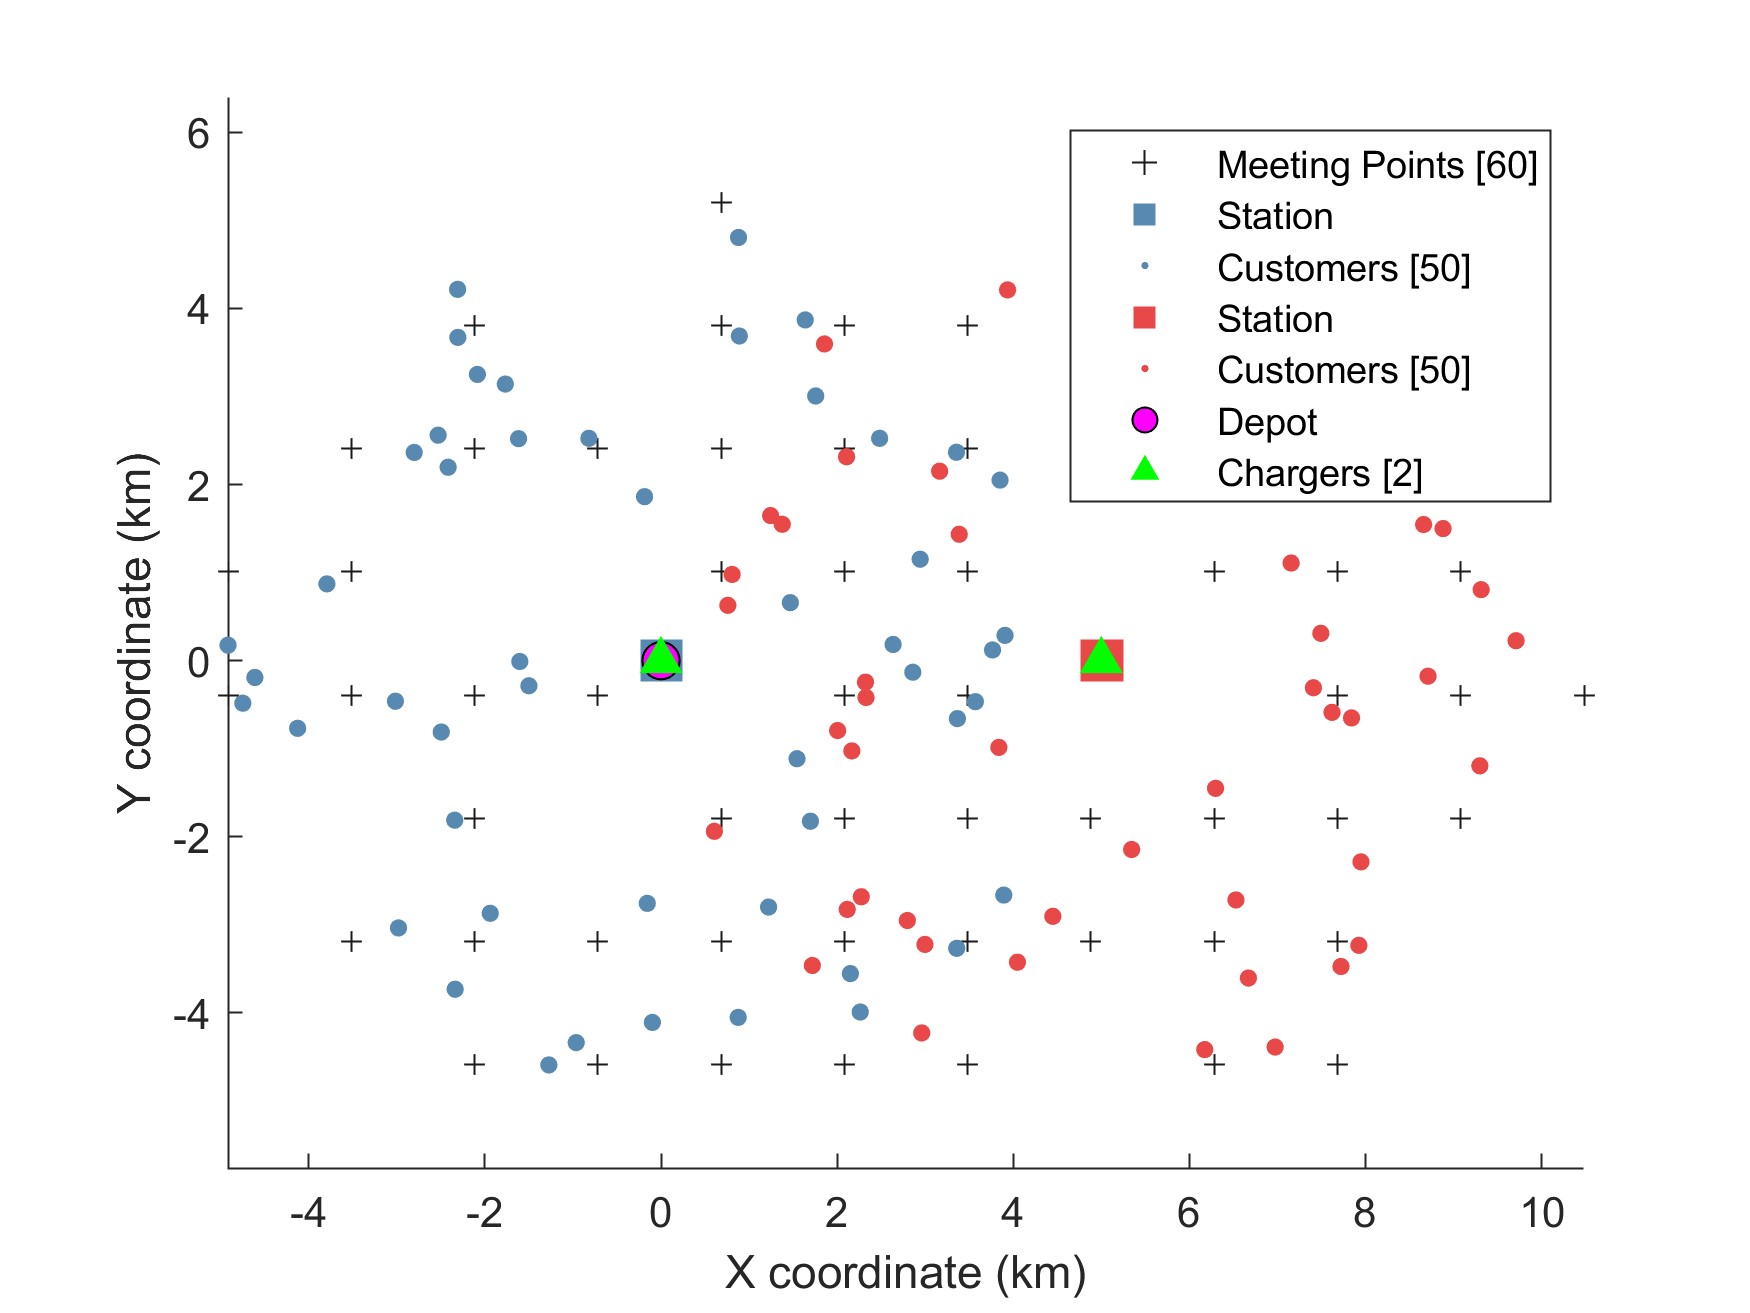 6
4
2
0
-2
-4
Y coordinate (km)
Meeting Points [60]
Station
Customers [50]
Station
Customers [50]
Depot
Chargers [2]
-4 -2 0 2 4 6 8 10
X coordinate (km)